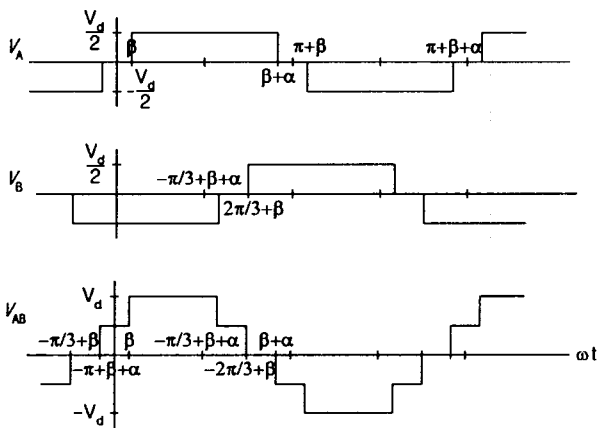 V_d/2
V_A
β
π+β
π+β+α
β+α
-V_d/2
V_d/2
V_B
-π/3+β+α
2π/3+β
V_d
V_AB
-π/3+β
β
-π/3+β+α
β+α
ωt
-π+β+α
-2π/3+β
-V_d